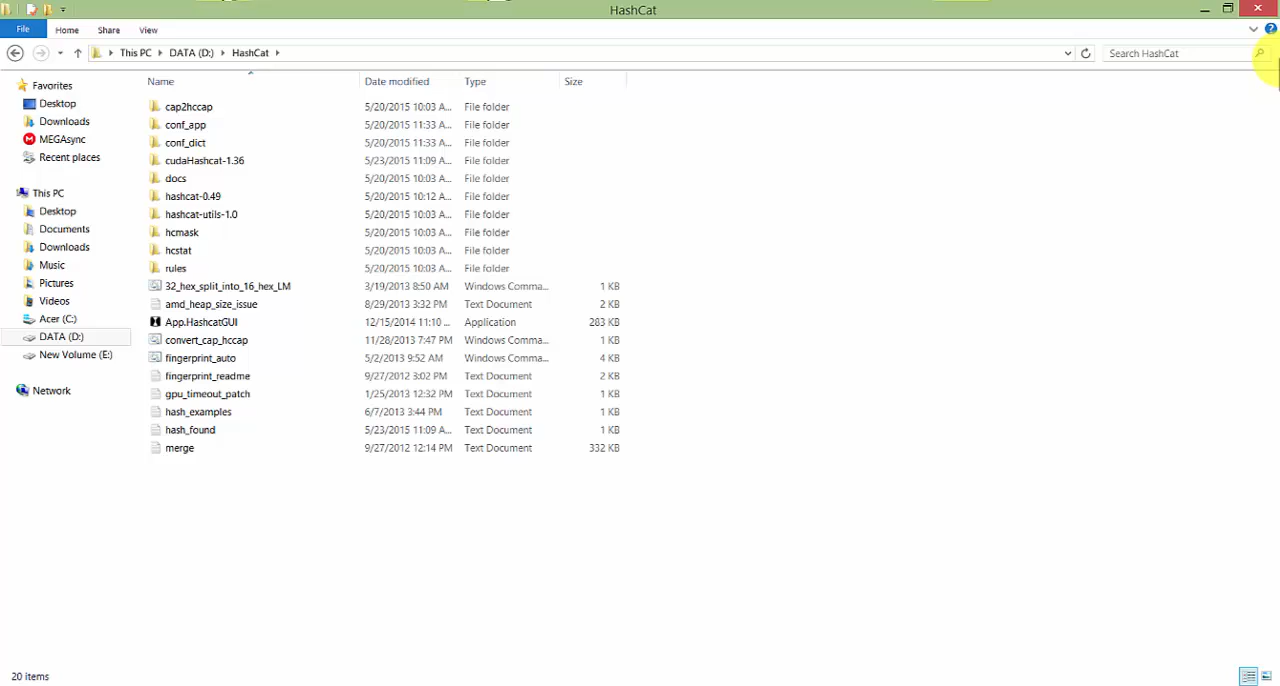 HashCat
File Home Share View
This PC DATA (D:) HashCat
Search HashCat
Name Date modified Type Size
Favorites
Desktop
Downloads
MEGAsync
Recent places
This PC
Desktop
Documents
Downloads
Music
Pictures
Videos
Acer (C:)
DATA (D:)
New Volume (E:)
Network
cap2hccap 5/20/2015 10:03 A... File folder
conf_app 5/20/2015 11:33 A... File folder
conf_dict 5/20/2015 11:33 A... File folder
cudaHashcat-1.36 5/23/2015 11:09 A... File folder
docs 5/20/2015 10:03 A... File folder
hashcat-0.49 5/20/2015 10:12 A... File folder
hashcat-utils-1.0 5/20/2015 10:03 A... File folder
hcmask 5/20/2015 10:03 A... File folder
hcstat 5/20/2015 10:03 A... File folder
rules 5/20/2015 10:03 A... File folder
32_hex_split_into_16_hex_LM 3/19/2013 8:50 AM Windows Comma... 1 KB
amd_heap_size_issue 8/29/2013 3:32 PM Text Document 2 KB
App.HashcatGUI 12/15/2014 11:10 ... Application 283 KB
convert_cap_hccap 11/28/2013 7:47 PM Windows Comma... 1 KB
fingerprint_auto 5/2/2013 9:52 AM Windows Comma... 4 KB
fingerprint_readme 9/27/2012 3:02 PM Text Document 2 KB
gpu_timeout_patch 1/25/2013 12:32 PM Text Document 1 KB
hash_examples 6/7/2013 3:44 PM Text Document 1 KB
hash_found 5/23/2015 11:09 A... Text Document 1 KB
merge 9/27/2012 12:14 PM Text Document 332 KB
20 items